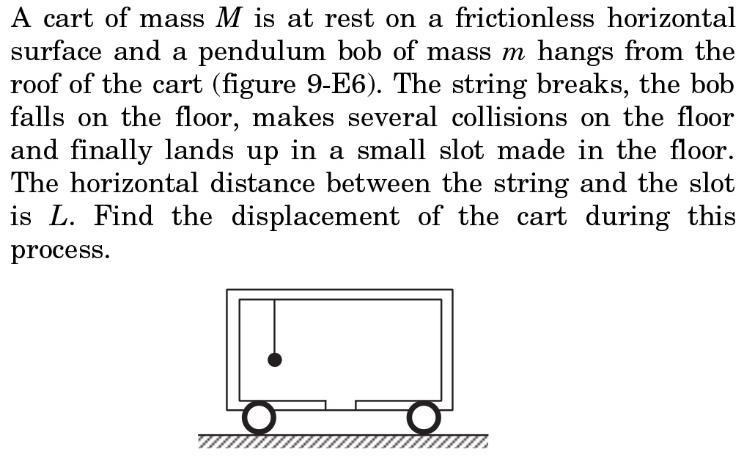 A cart of mass M is at rest on a frictionless horizontal
surface and a pendulum bob of mass m hangs from the
roof of the cart (figure 9-E6). The string breaks, the bob
falls on the floor, makes several collisions on the floor
and finally lands up in a small slot made in the floor.
The horizontal distance between the string and the slot
is L. Find the displacement of the cart during this
process.